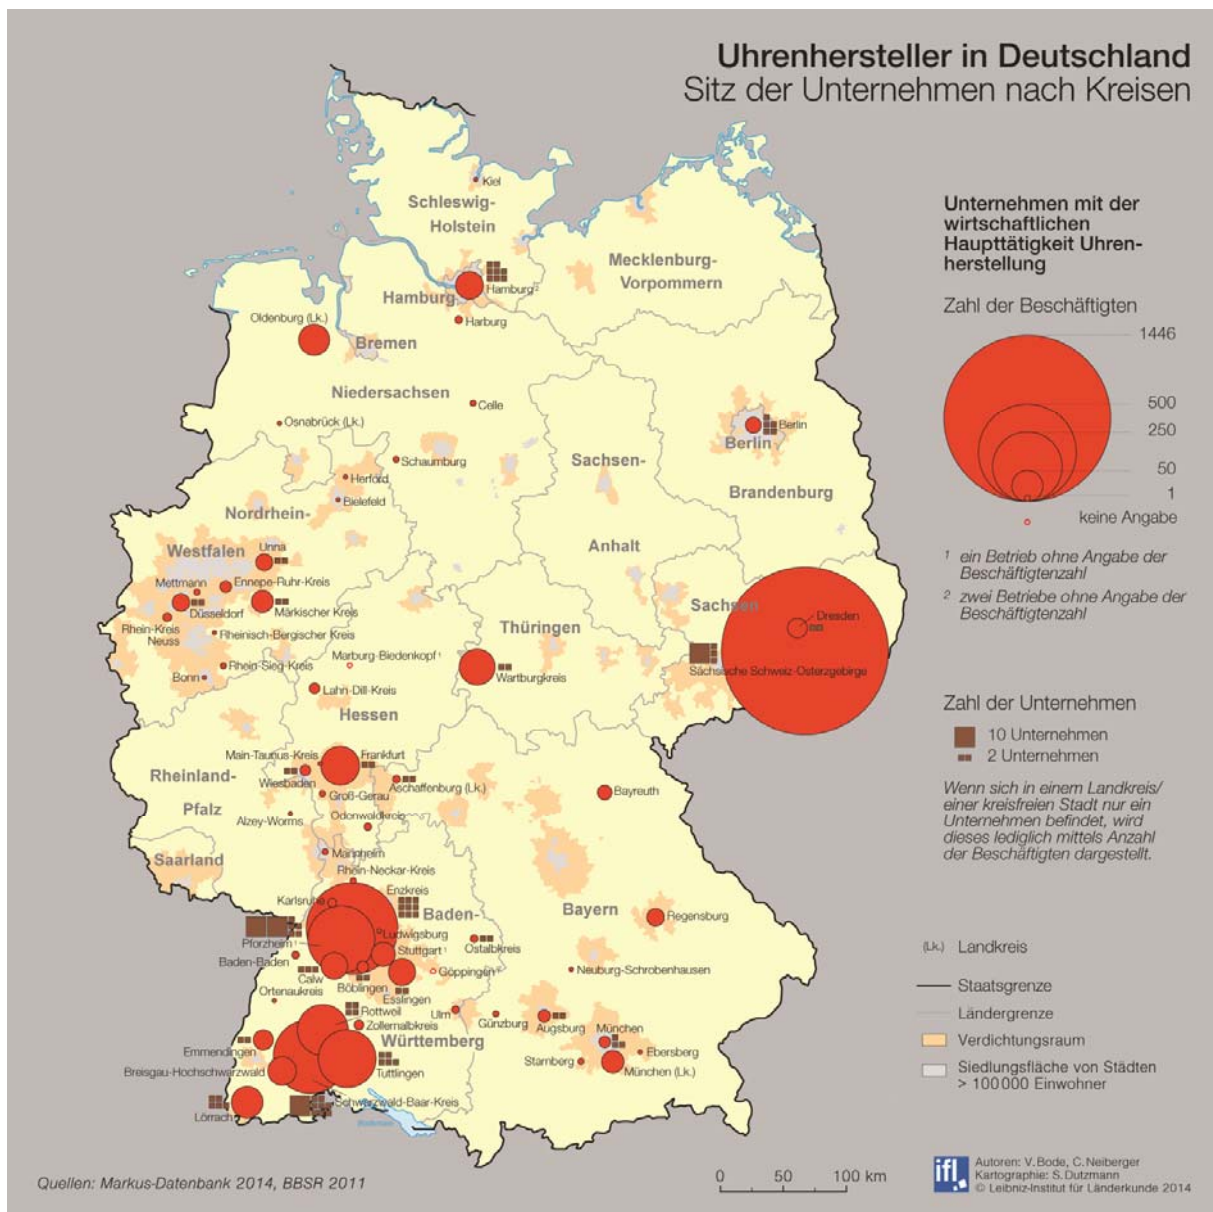 Uhrenhersteller in Deutschland
Sitz der Unternehmen nach Kreisen
Unternehmen mit der
wirtschaftlichen
Haupttätigkeit Uhren-
herstellung
Zahl der Beschäftigten
1446
500
250
50
1
keine Angabe
1 ein Betrieb ohne Angabe der
Beschäftigtenzahl
2 zwei Betriebe ohne Angabe der
Beschäftigtenzahl
Zahl der Unternehmen
10 Unternehmen
2 Unternehmen
Wenn sich in einem Landkreis/
einer kreisfreien Stadt nur ein
Unternehmen befindet, wird
dieses lediglich mittels Anzahl
der Beschäftigten dargestellt.
(Lk.) Landkreis
Staatsgrenze
Ländergrenze
Verdichtungsraum
Siedlungsfläche von Städten
> 100 000 Einwohner
Kiel
Schleswig-
Holstein
Mecklenburg-
Vorpommern
Hamburg 2
Hamburg
Harburg
Oldenburg (Lk.)
Bremen
Niedersachsen
Celle
Osnabrück (Lk.)
Berlin
Berlin
Schaumburg
Sachsen-
Herford
Bielefeld
Brandenburg
Nordrhein-
Anhalt
Unna
Westfalen
Mettmann
Ennepe-Ruhr-Kreis
Düsseldorf
Märkischer Kreis
Sachsen
Dresden
Rhein-Kreis
Neuss
Rheinisch-Bergischer Kreis
Thüringen
Marburg-Biedenkopf 1
Rhein-Sieg-Kreis
Bonn
Wartburgkreis
Sächsische Schweiz-Osterzgebirge
Lahn-Dill-Kreis
Hessen
Main-Taunus-Kreis
Frankfurt
Rheinland-
Wiesbaden
Aschaffenburg (Lk.)
Groß-Gerau
Bayreuth
Pfalz
Alzey-Worms
Odenwaldkreis
Saarland
Mannheim
Rhein-Neckar-Kreis
Enzkreis
Karlsruhe
Baden-
Bayern
Regensburg
Ludwigsburg
Pforzheim 1
Stuttgart 1
Ostalbkreis
Baden-Baden
Calw
Böblingen
Göppingen
Neuburg-Schrobenhausen
Esslingen
Ortenaukreis
Rottweil
Zollernalbkreis
Ulm
Günzburg
Augsburg
München
Württemberg
Emmendingen
Breisgau-Hochschwarzwald
Tuttlingen
Starnberg
Ebersberg
München (Lk.)
Lörrach
Schwarzwald-Baar-Kreis
Bodensee
Quellen: Markus-Datenbank 2014, BBSR 2011
0 50 100 km
ifl
Autoren: V. Bode, C. Neiberger
Kartographie: S. Dutzmann
© Leibniz-Institut für Länderkunde 2014